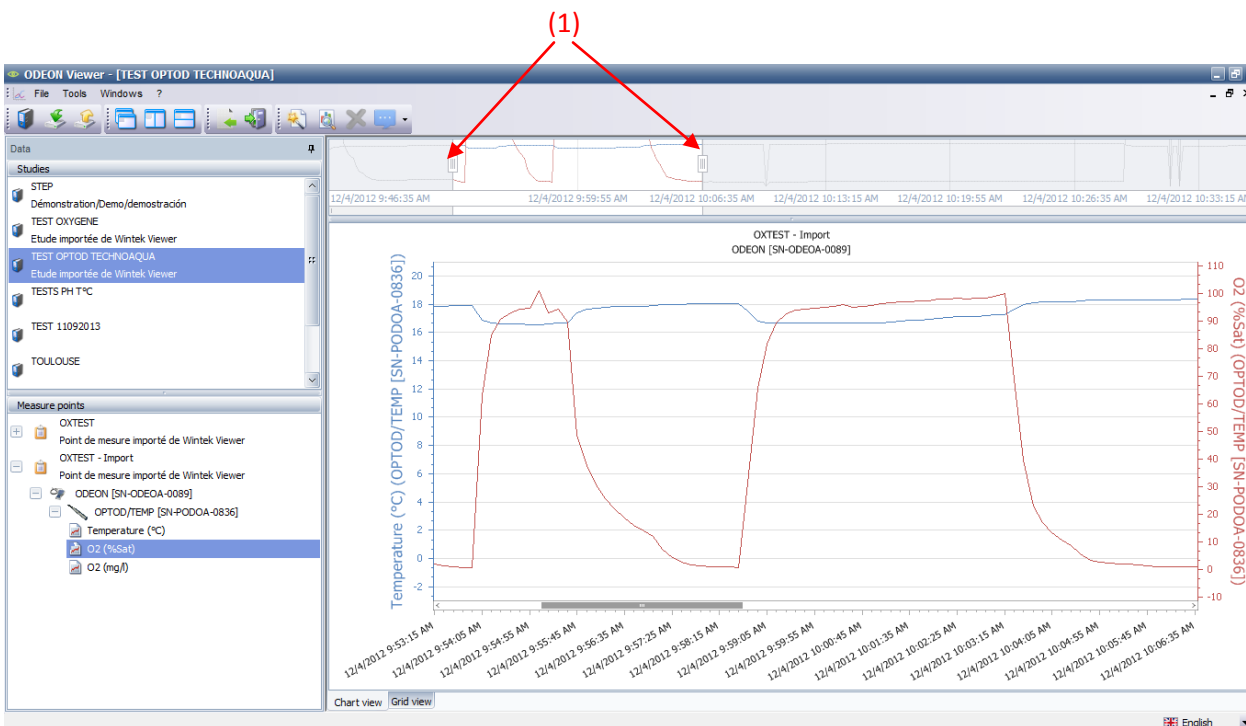 (1)
ODEON Viewer - [TEST OPTOD TECHNOAQUA]
File Tools Windows ?
Data
Studies
STEP
Démonstration/Demo/demostración
TEST OXYGENE
Etude importée de Wintek Viewer
TEST OPTOD TECHNOAQUA
Etude importée de Wintek Viewer
TESTS PH T°C
TEST 11092013
TOULOUSE
Measure points
OXTEST
Point de mesure importé de Wintek Viewer
OXTEST - Import
Point de mesure importé de Wintek Viewer
ODEON [SN-ODEOA-0089]
OPTOD/TEMP [SN-PODOA-0836]
Temperature (°C)
O2 (%Sat)
O2 (mg/l)
12/4/2012 9:46:35 AM 12/4/2012 9:59:55 AM 12/4/2012 10:06:35 AM 12/4/2012 10:13:15 AM 12/4/2012 10:19:55 AM 12/4/2012 10:26:35 AM 12/4/2012 10:33:15 AM
OXTEST - Import
ODEON [SN-ODEOA-0089]
Temperature (°C) (OPTOD/TEMP [SN-PODOA-0836])
20
18
16
14
12
10
8
6
4
2
0
-2
110
100
90
80
70
60
50
40
30
20
10
0
-10
O2 (%Sat) (OPTOD/TEMP [SN-PODOA-0836])
12/4/2012 9:53:15 AM
12/4/2012 9:54:05 AM
12/4/2012 9:54:55 AM
12/4/2012 9:55:45 AM
12/4/2012 9:56:35 AM
12/4/2012 9:57:25 AM
12/4/2012 9:58:15 AM
12/4/2012 9:59:05 AM
12/4/2012 9:59:55 AM
12/4/2012 10:00:45 AM
12/4/2012 10:01:35 AM
12/4/2012 10:02:25 AM
12/4/2012 10:03:15 AM
12/4/2012 10:04:05 AM
12/4/2012 10:04:55 AM
12/4/2012 10:05:45 AM
12/4/2012 10:06:35 AM
Chart view Grid view
English